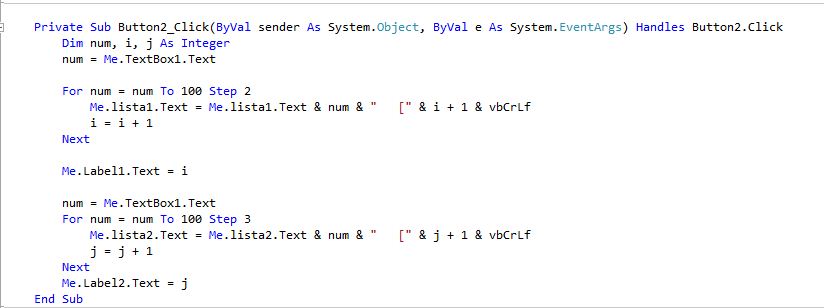 Private Sub Button2_Click(ByVal sender As System.Object, ByVal e As System.EventArgs) Handles Button2.Click
Dim num, i, j As Integer
num = Me.TextBox1.Text
For num = num To 100 Step 2
Me.lista1.Text = Me.lista1.Text & num & "   [" & i + 1 & vbCrLf
i = i + 1
Next
Me.Label1.Text = i
num = Me.TextBox1.Text
For num = num To 100 Step 3
Me.lista2.Text = Me.lista2.Text & num & "   [" & j + 1 & vbCrLf
j = j + 1
Next
Me.Label2.Text = j
End Sub